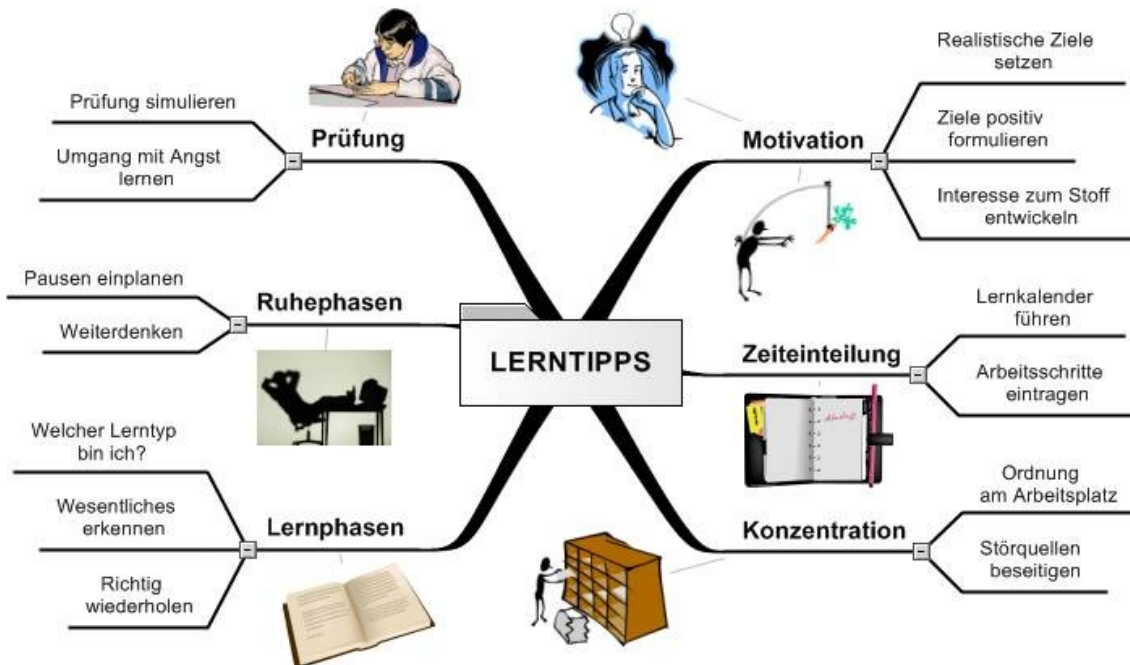 LERNTIPPS
Prüfung
Prüfung simulieren
Umgang mit Angst
lernen
Ruhephasen
Pausen einplanen
Weiterdenken
Lernphasen
Welcher Lerntyp
bin ich?
Wesentliches
erkennen
Richtig
wiederholen
Motivation
Realistische Ziele
setzen
Ziele positiv
formulieren
Interesse zum Stoff
entwickeln
Zeiteinteilung
Lernkalender
führen
Arbeitsschritte
eintragen
Konzentration
Ordnung
am Arbeitsplatz
Störquellen
beseitigen